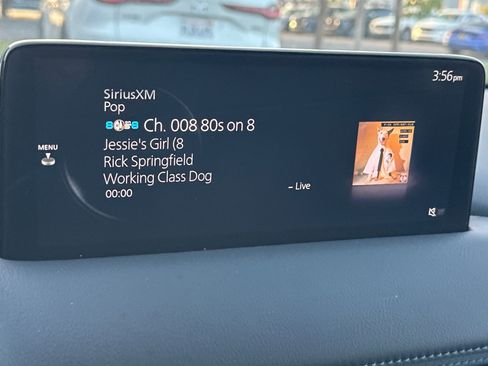 3:56pm
SiriusXM
Pop
Ch. 008 80s on 8
MENU
Jessie's Girl (8
Rick Springfield
Working Class Dog
00:00
– Live